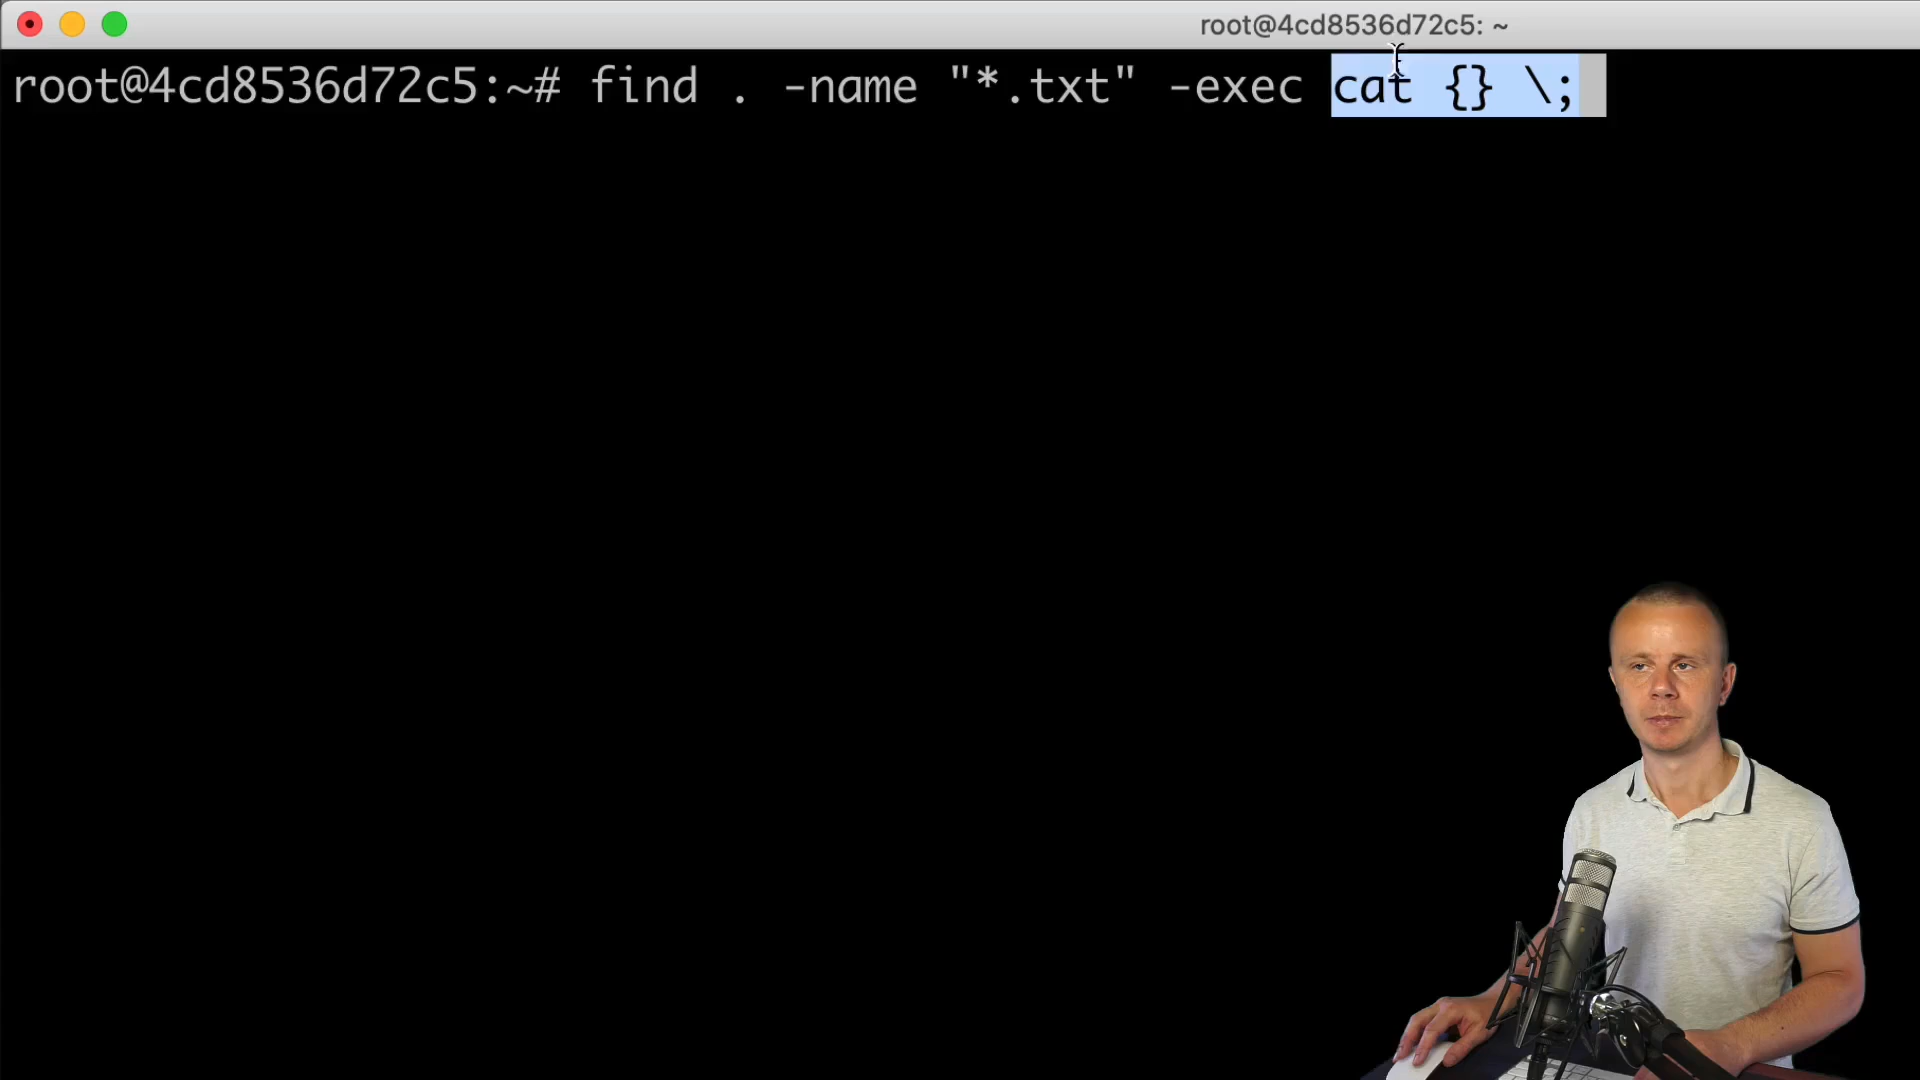 root@4cd8536d72c5: ~
root@4cd8536d72c5:~# find . -name "*.txt" -exec cat {} \;